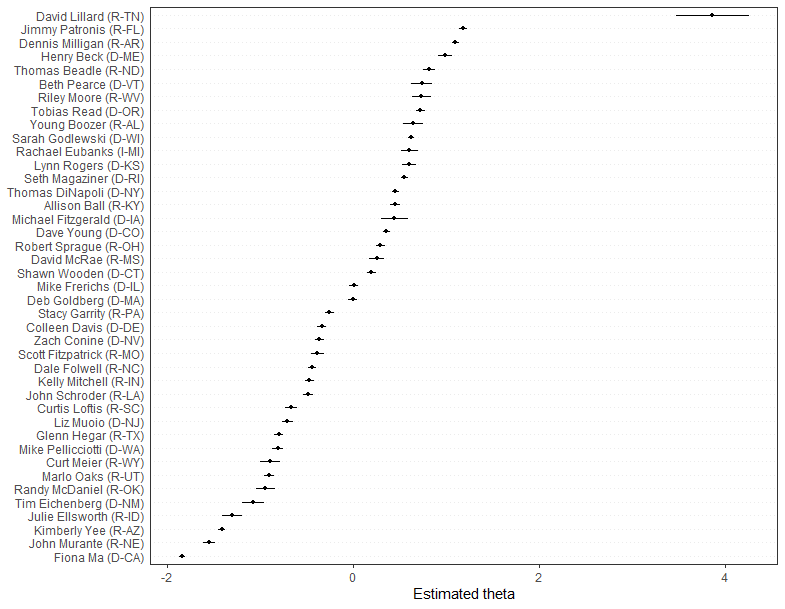 David Lillard (R-TN)
Jimmy Patronis (R-FL)
Dennis Milligan (R-AR)
Henry Beck (D-ME)
Thomas Beadle (R-ND)
Beth Pearce (D-VT)
Riley Moore (R-WV)
Tobias Read (D-OR)
Young Boozer (R-AL)
Sarah Godlewski (D-WI)
Rachael Eubanks (I-MI)
Lynn Rogers (D-KS)
Seth Magaziner (D-RI)
Thomas DiNapoli (D-NY)
Allison Ball (R-KY)
Michael Fitzgerald (D-IA)
Dave Young (D-CO)
Robert Sprague (R-OH)
David McRae (R-MS)
Shawn Wooden (D-CT)
Mike Frerichs (D-IL)
Deb Goldberg (D-MA)
Stacy Garrity (R-PA)
Colleen Davis (D-DE)
Zach Conine (D-NV)
Scott Fitzpatrick (R-MO)
Dale Folwell (R-NC)
Kelly Mitchell (R-IN)
John Schroder (R-LA)
Curtis Loftis (R-SC)
Liz Muoio (D-NJ)
Glenn Hegar (R-TX)
Mike Pellicciotti (D-WA)
Curt Meier (R-WY)
Marlo Oaks (R-UT)
Randy McDaniel (R-OK)
Tim Eichenberg (D-NM)
Julie Ellsworth (R-ID)
Kimberly Yee (R-AZ)
John Murante (R-NE)
Fiona Ma (D-CA)
-2 0 2 4
Estimated theta